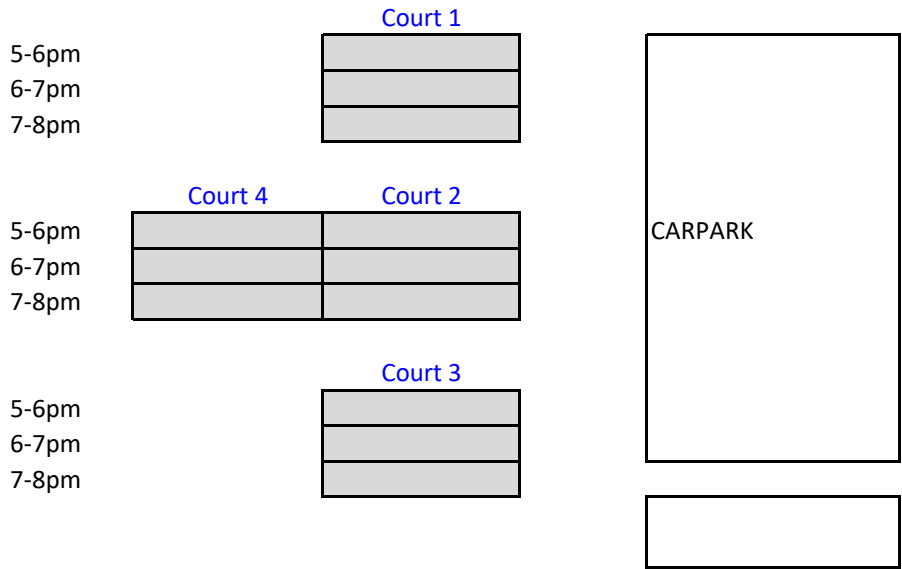 Court 1
5-6pm
6-7pm
7-8pm
Court 4 Court 2
5-6pm CARPARK
6-7pm
7-8pm
Court 3
5-6pm
6-7pm
7-8pm